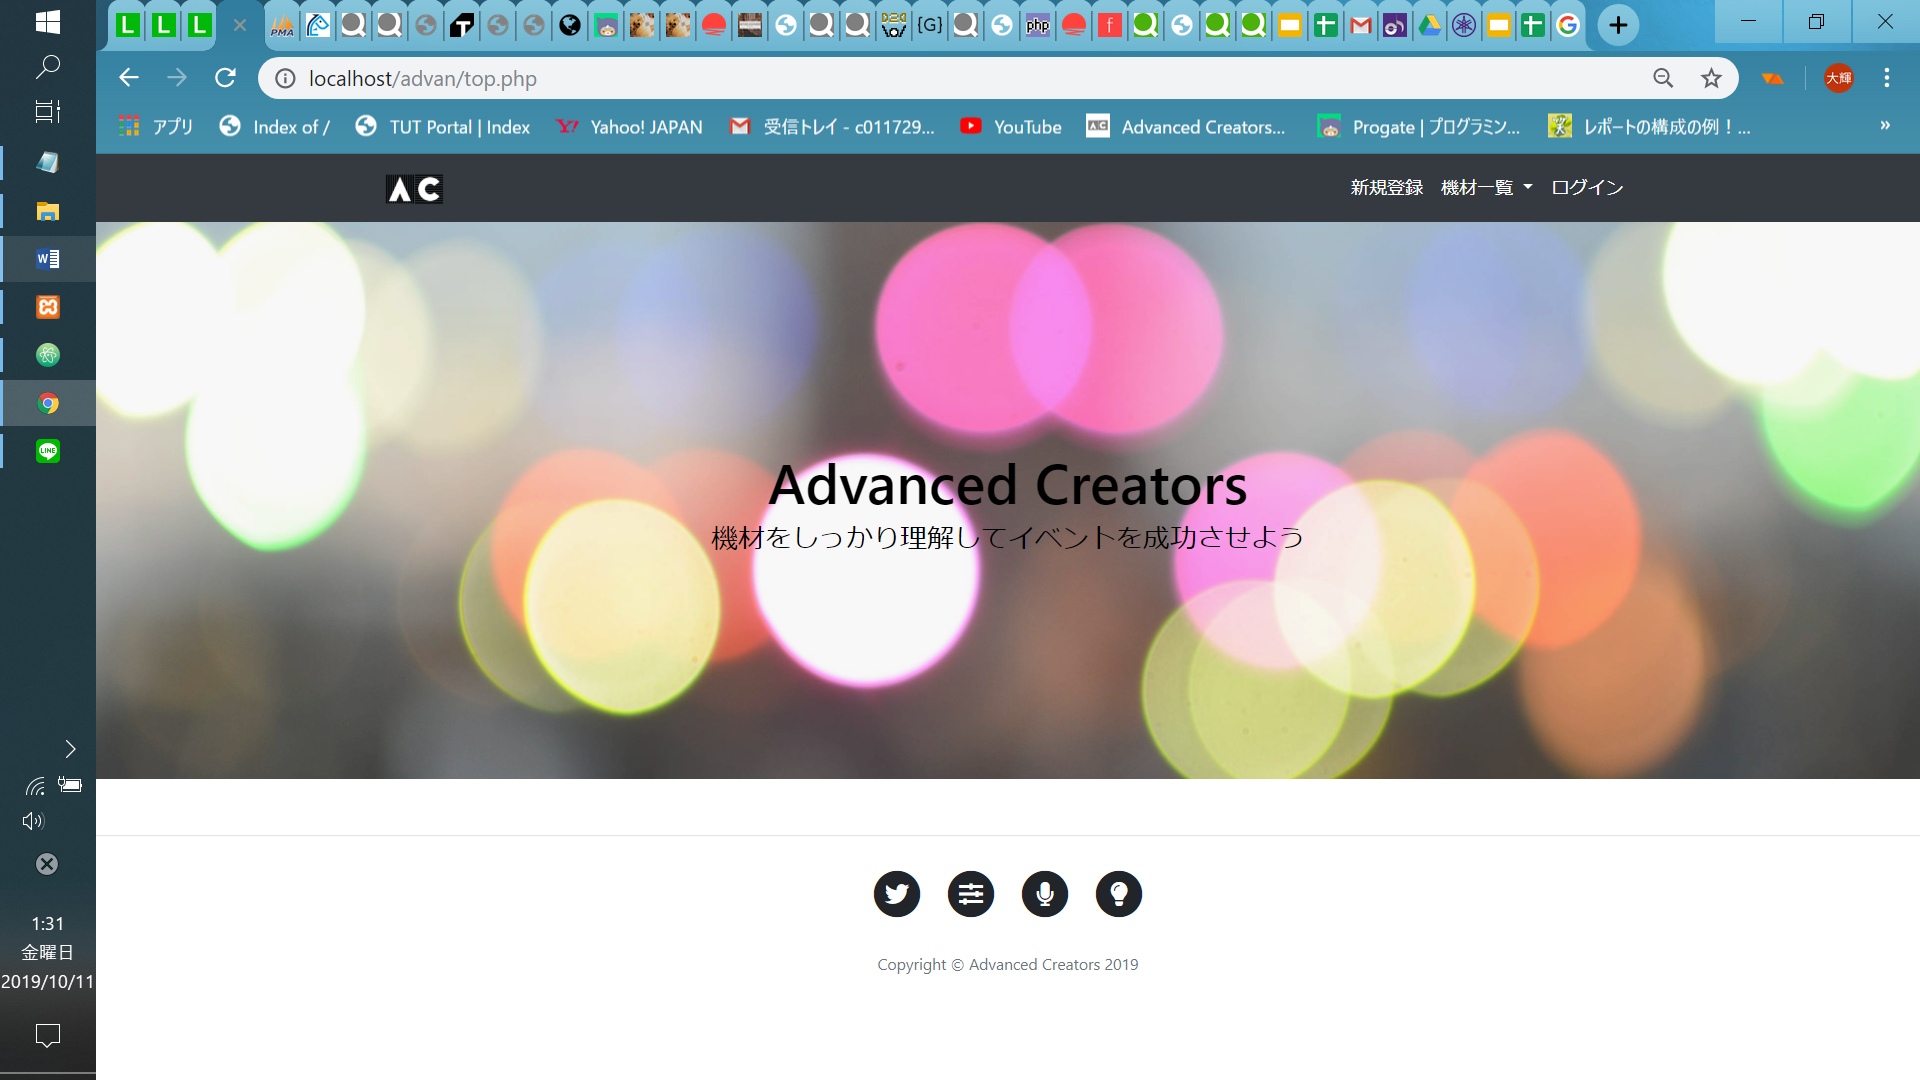 localhost/advan/top.php
大輝
アプリ
Index of /
TUT Portal | Index
Yahoo! JAPAN
受信トレイ - c011729...
YouTube
Advanced Creators...
Progate | プログラミン...
レポートの構成の例！...
»
AC
新規登録
機材一覧
ログイン
Advanced Creators
機材をしっかり理解してイベントを成功させよう
Copyright © Advanced Creators 2019
1:31
金曜日
2019/10/11